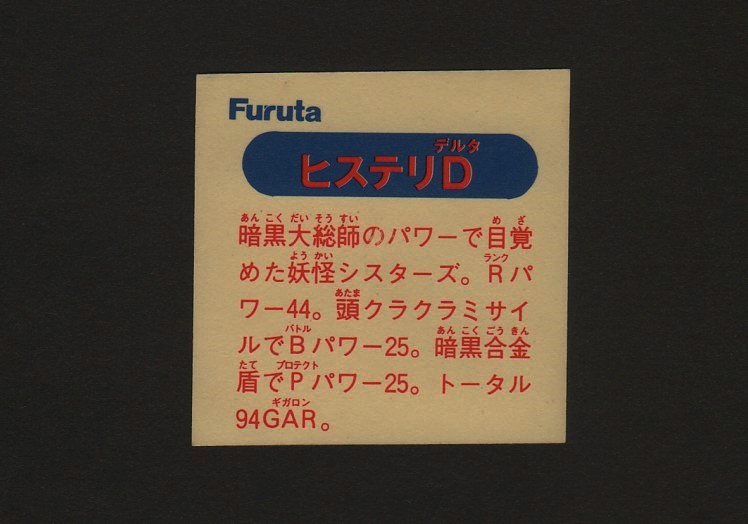 Furuta
デルタ
ヒステリD
あんこくだいそうすい めざ
暗黒大総師のパワーで目覚
ようかい ランク
めた妖怪シスターズ。Rパ
あたま
ワー44。頭クラクラミサイ
バトル あんこくごうきん
ルでBパワー25。暗黒合金
たて プロテクト
盾でPパワー25。トータル
ギガロン
94GAR。